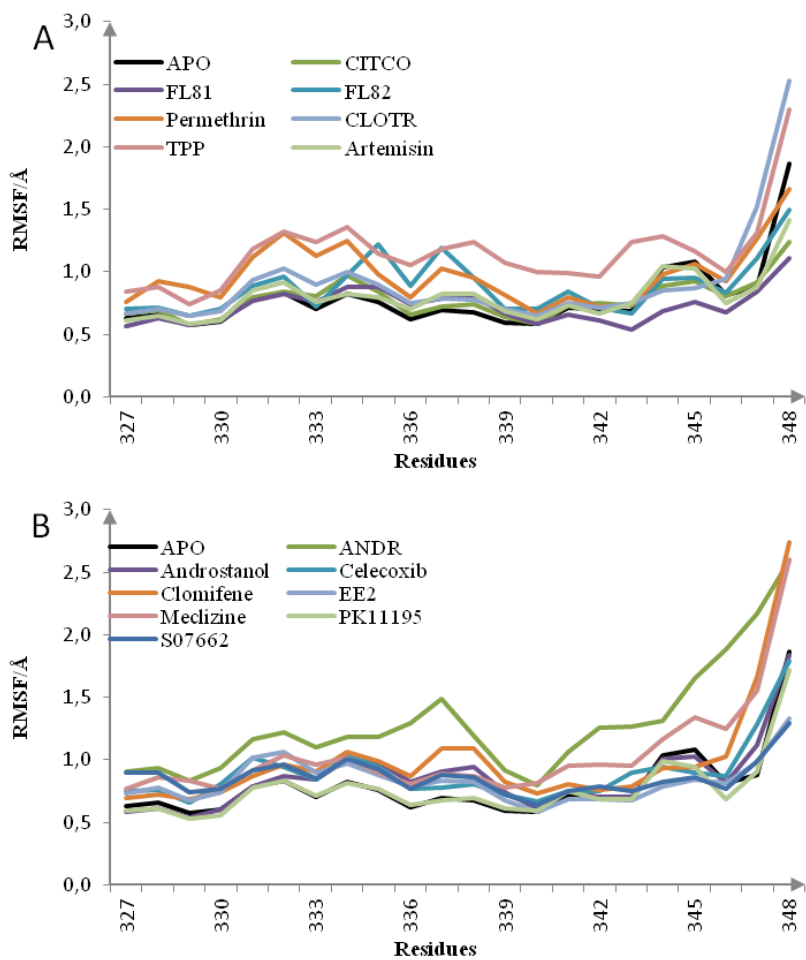 A
3,0
2,5
2,0
1,5
1,0
0,5
0,0
RMSF/Å
APO CITCO
FL81 FL82
Permethrin CLOTR
TPP Artemisin
327 330 333 336 339 342 345 348
Residues
B
3,0
2,5
2,0
1,5
1,0
0,5
0,0
RMSF/Å
APO ANDR
Androstanol Celecoxib
Clomifene EE2
Meclizine PK11195
S07662
327 330 333 336 339 342 345 348
Residues